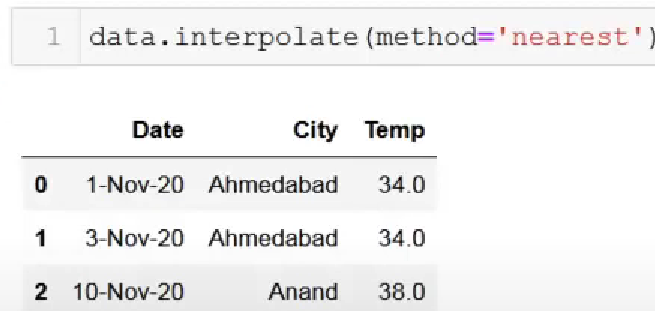 1 data.interpolate(method='nearest')
Date City Temp
0 1-Nov-20 Ahmedabad 34.0
1 3-Nov-20 Ahmedabad 34.0
2 10-Nov-20 Anand 38.0